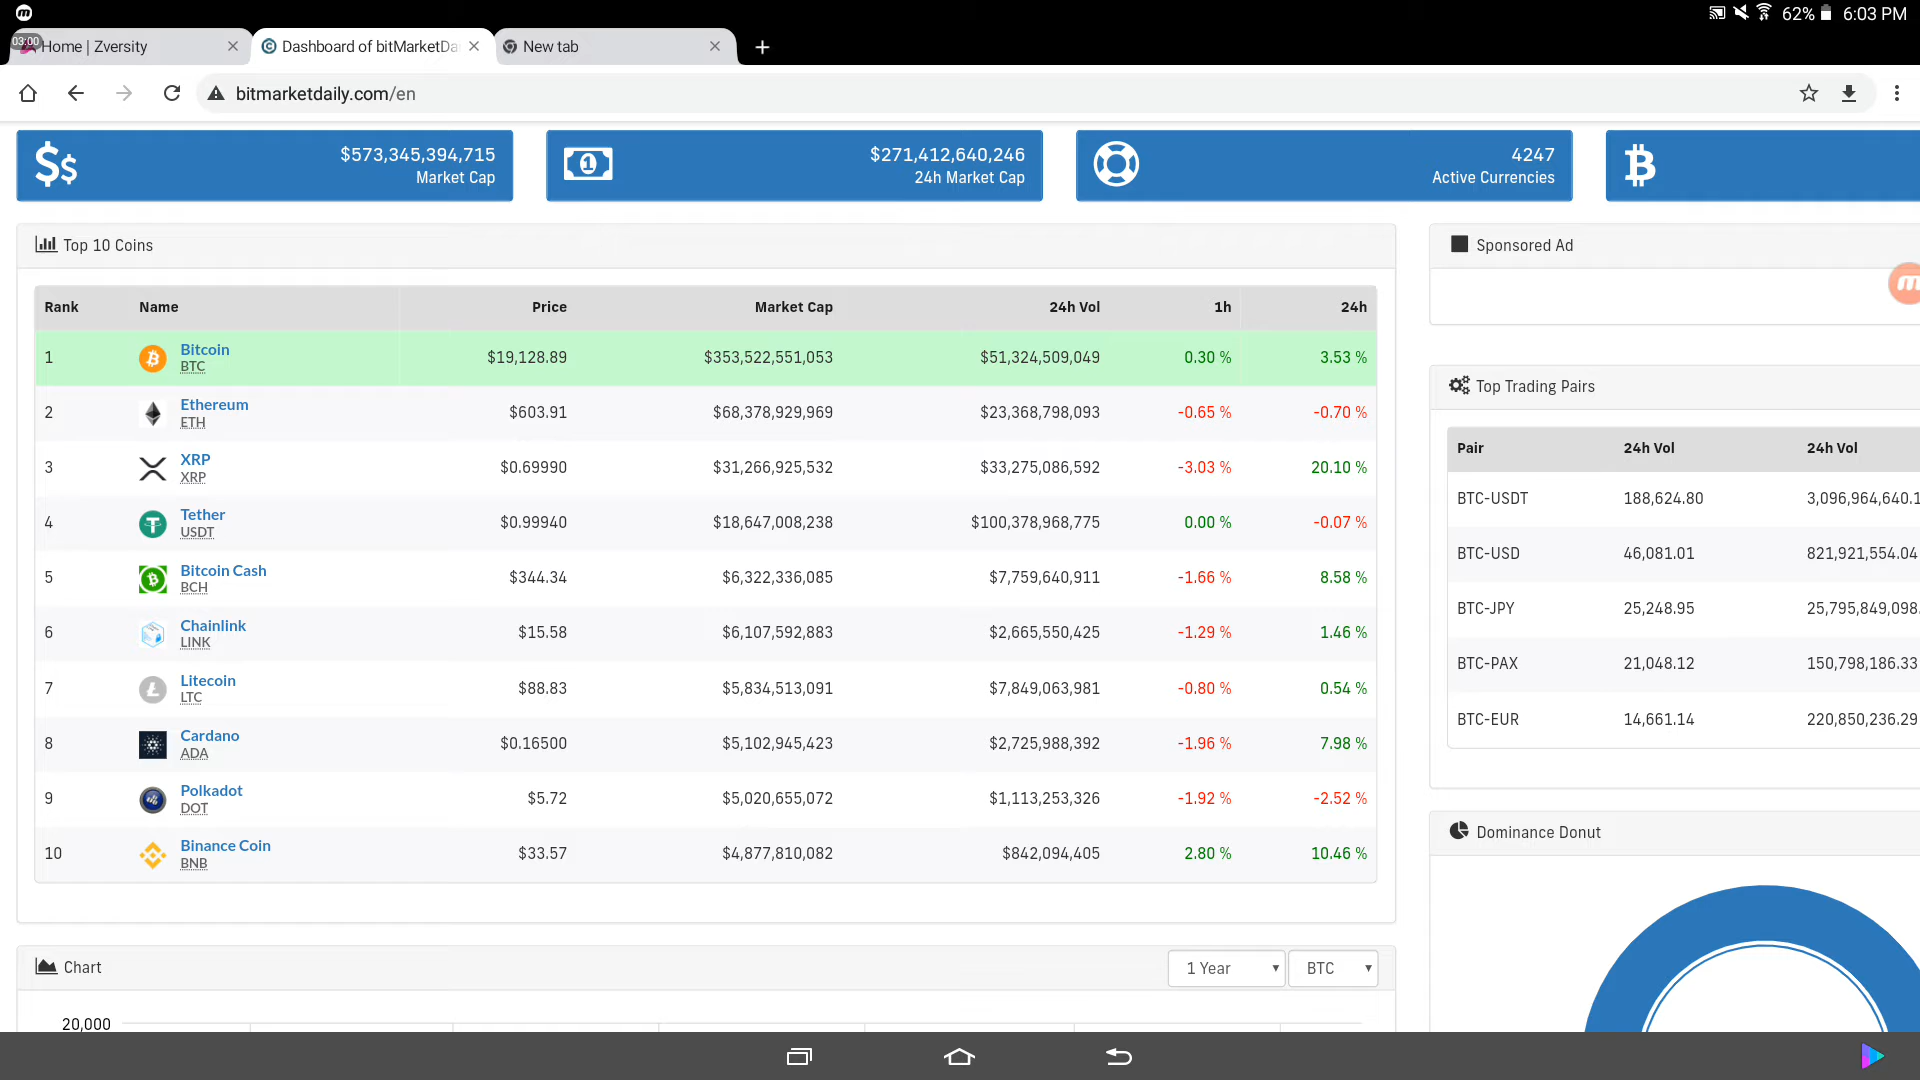 62% 6:03 PM
03:00 Home | Zversity
Dashboard of bitMarketDa
New tab
bitmarketdaily.com/en
$573,345,394,715
Market Cap
$271,412,640,246
24h Market Cap
4247
Active Currencies
Top 10 Coins
Rank Name Price Market Cap 24h Vol 1h 24h
1 Bitcoin BTC $19,128.89 $353,522,551,053 $51,324,509,049 0.30 % 3.53 %
2 Ethereum ETH $603.91 $68,378,929,969 $23,368,798,093 -0.65 % -0.70 %
3 XRP XRP $0.69990 $31,266,925,532 $33,275,086,592 -3.03 % 20.10 %
4 Tether USDT $0.99940 $18,647,008,238 $100,378,968,775 0.00 % -0.07 %
5 Bitcoin Cash BCH $344.34 $6,322,336,085 $7,759,640,911 -1.66 % 8.58 %
6 Chainlink LINK $15.58 $6,107,592,883 $2,665,550,425 -1.29 % 1.46 %
7 Litecoin LTC $88.83 $5,834,513,091 $7,849,063,981 -0.80 % 0.54 %
8 Cardano ADA $0.16500 $5,102,945,423 $2,725,988,392 -1.96 % 7.98 %
9 Polkadot DOT $5.72 $5,020,655,072 $1,113,253,326 -1.92 % -2.52 %
10 Binance Coin BNB $33.57 $4,877,810,082 $842,094,405 2.80 % 10.46 %
Chart
1 Year BTC
20,000
Sponsored Ad
Top Trading Pairs
Pair 24h Vol 24h Vol
BTC-USDT 188,624.80 3,096,964,640.1
BTC-USD 46,081.01 821,921,554.04
BTC-JPY 25,248.95 25,795,849,098.
BTC-PAX 21,048.12 150,798,186.33
BTC-EUR 14,661.14 220,850,236.29
Dominance Donut